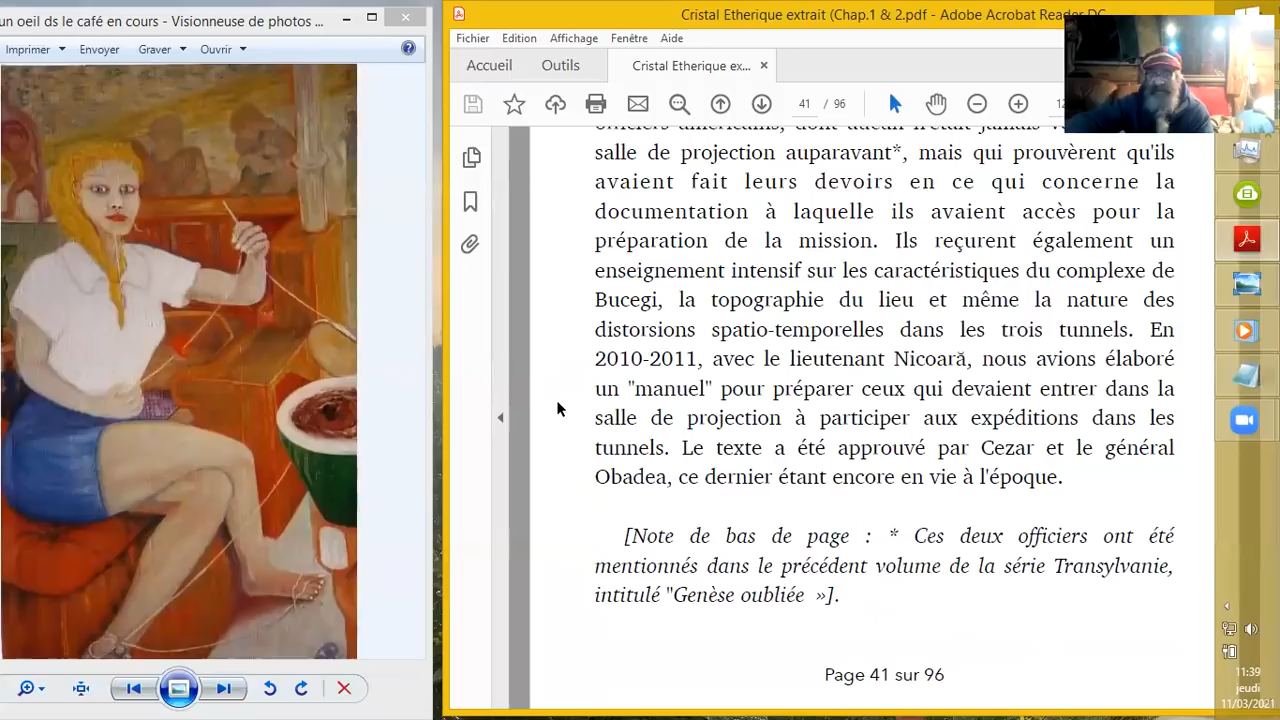 un oeil ds le café en cours - Visionneuse de photos ...
Imprimer Envoyer Graver Ouvrir
Cristal Etherique extrait (Chap.1 & 2.pdf - Adobe Acrobat Reader DC
Fichier Edition Affichage Fenêtre Aide
Accueil Outils Cristal Etherique ex... ×
41 / 96
salle de projection auparavant*, mais qui prouvèrent qu'ils
avaient fait leurs devoirs en ce qui concerne la
documentation à laquelle ils avaient accès pour la
préparation de la mission. Ils reçurent également un
enseignement intensif sur les caractéristiques du complexe de
Bucegi, la topographie du lieu et même la nature des
distorsions spatio-temporelles dans les trois tunnels. En
2010-2011, avec le lieutenant Nicoară, nous avions élaboré
un "manuel" pour préparer ceux qui devaient entrer dans la
salle de projection à participer aux expéditions dans les
tunnels. Le texte a été approuvé par Cezar et le général
Obadea, ce dernier étant encore en vie à l'époque.
[Note de bas de page : * Ces deux officiers ont été
mentionnés dans le précédent volume de la série Transylvanie,
intitulé "Genèse oubliée »].
Page 41 sur 96
11:39
jeudi
11/03/2021